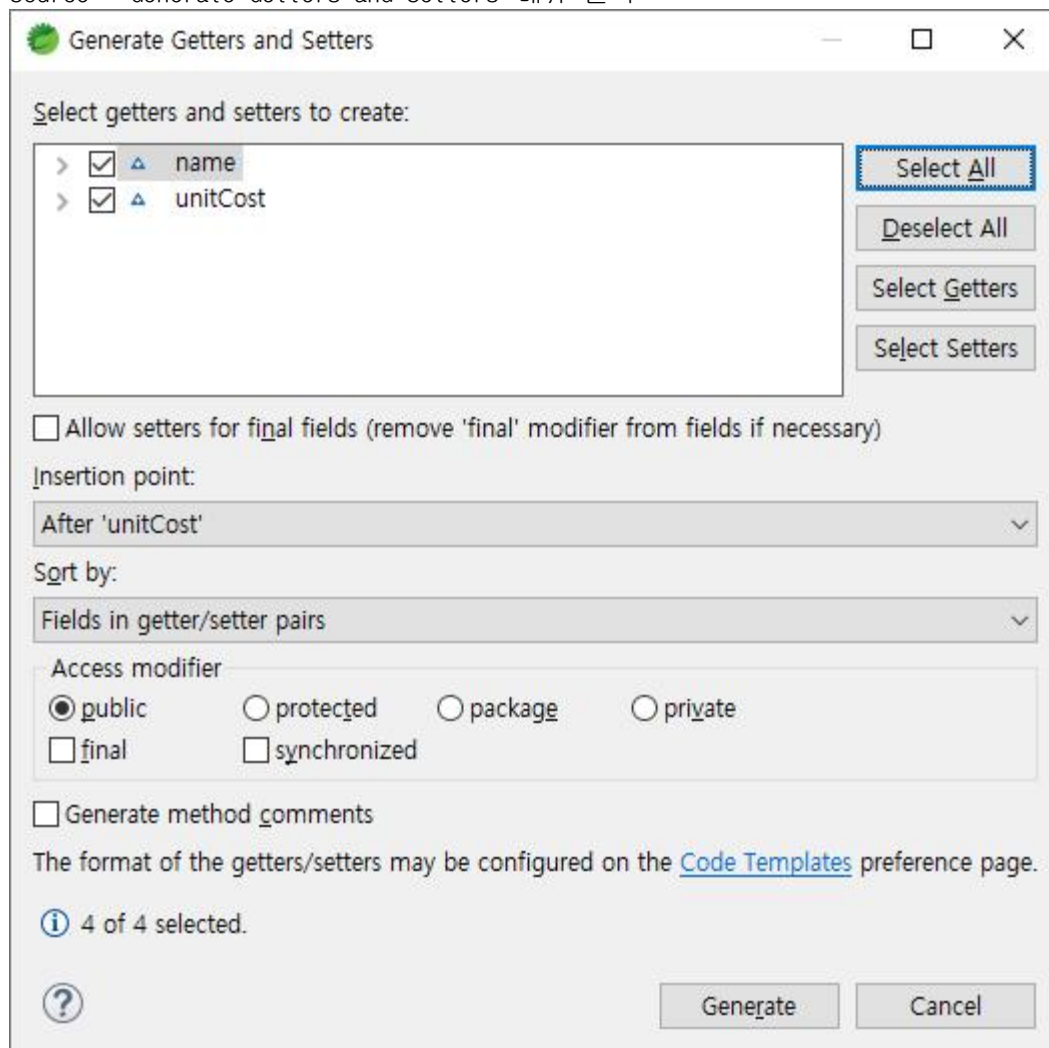 Generate Getters and Setters
Select getters and setters to create:
name
unitCost
Select All
Deselect All
Select Getters
Select Setters
Allow setters for final fields (remove 'final' modifier from fields if necessary)
Insertion point:
After 'unitCost'
Sort by:
Fields in getter/setter pairs
Access modifier
public protected package private
final synchronized
Generate method comments
The format of the getters/setters may be configured on the Code Templates preference page.
4 of 4 selected.
Generate Cancel